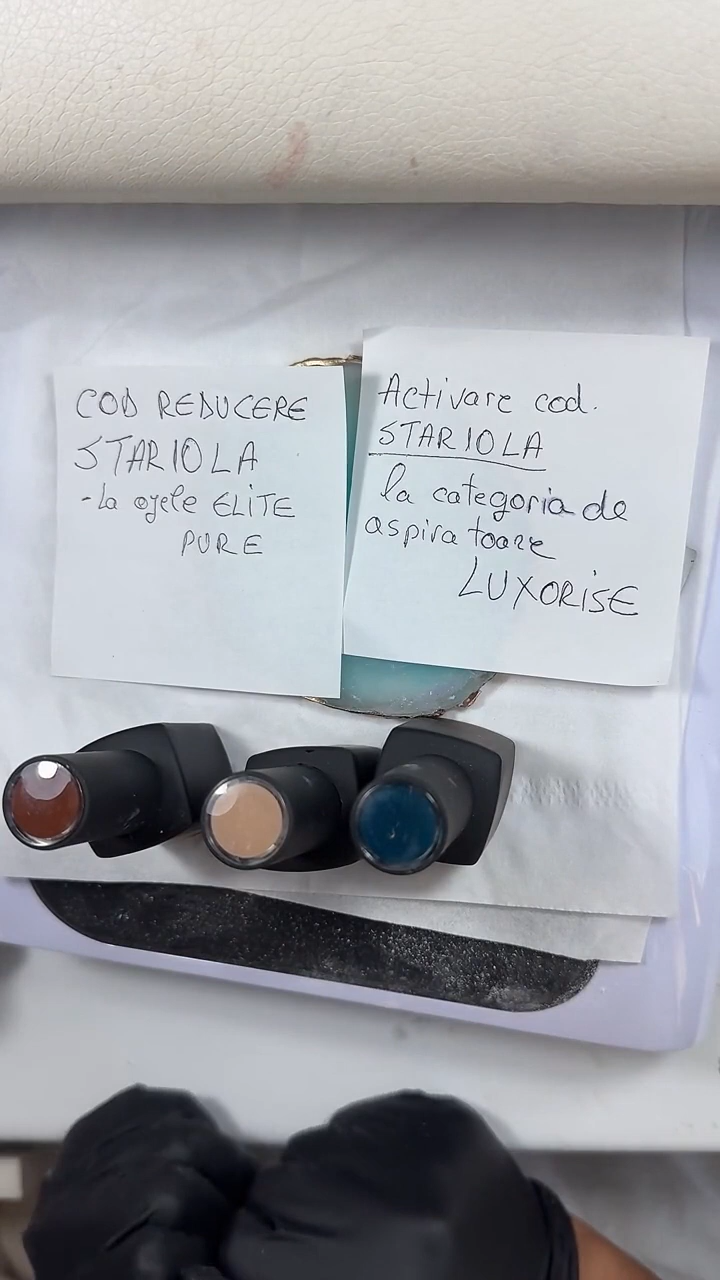 COD REDUCERE
STARIOLA
-La ojele ELITE
PURE
Activare cod.
STARIOLA
la categoria de
aspiratoare
LUXORISE